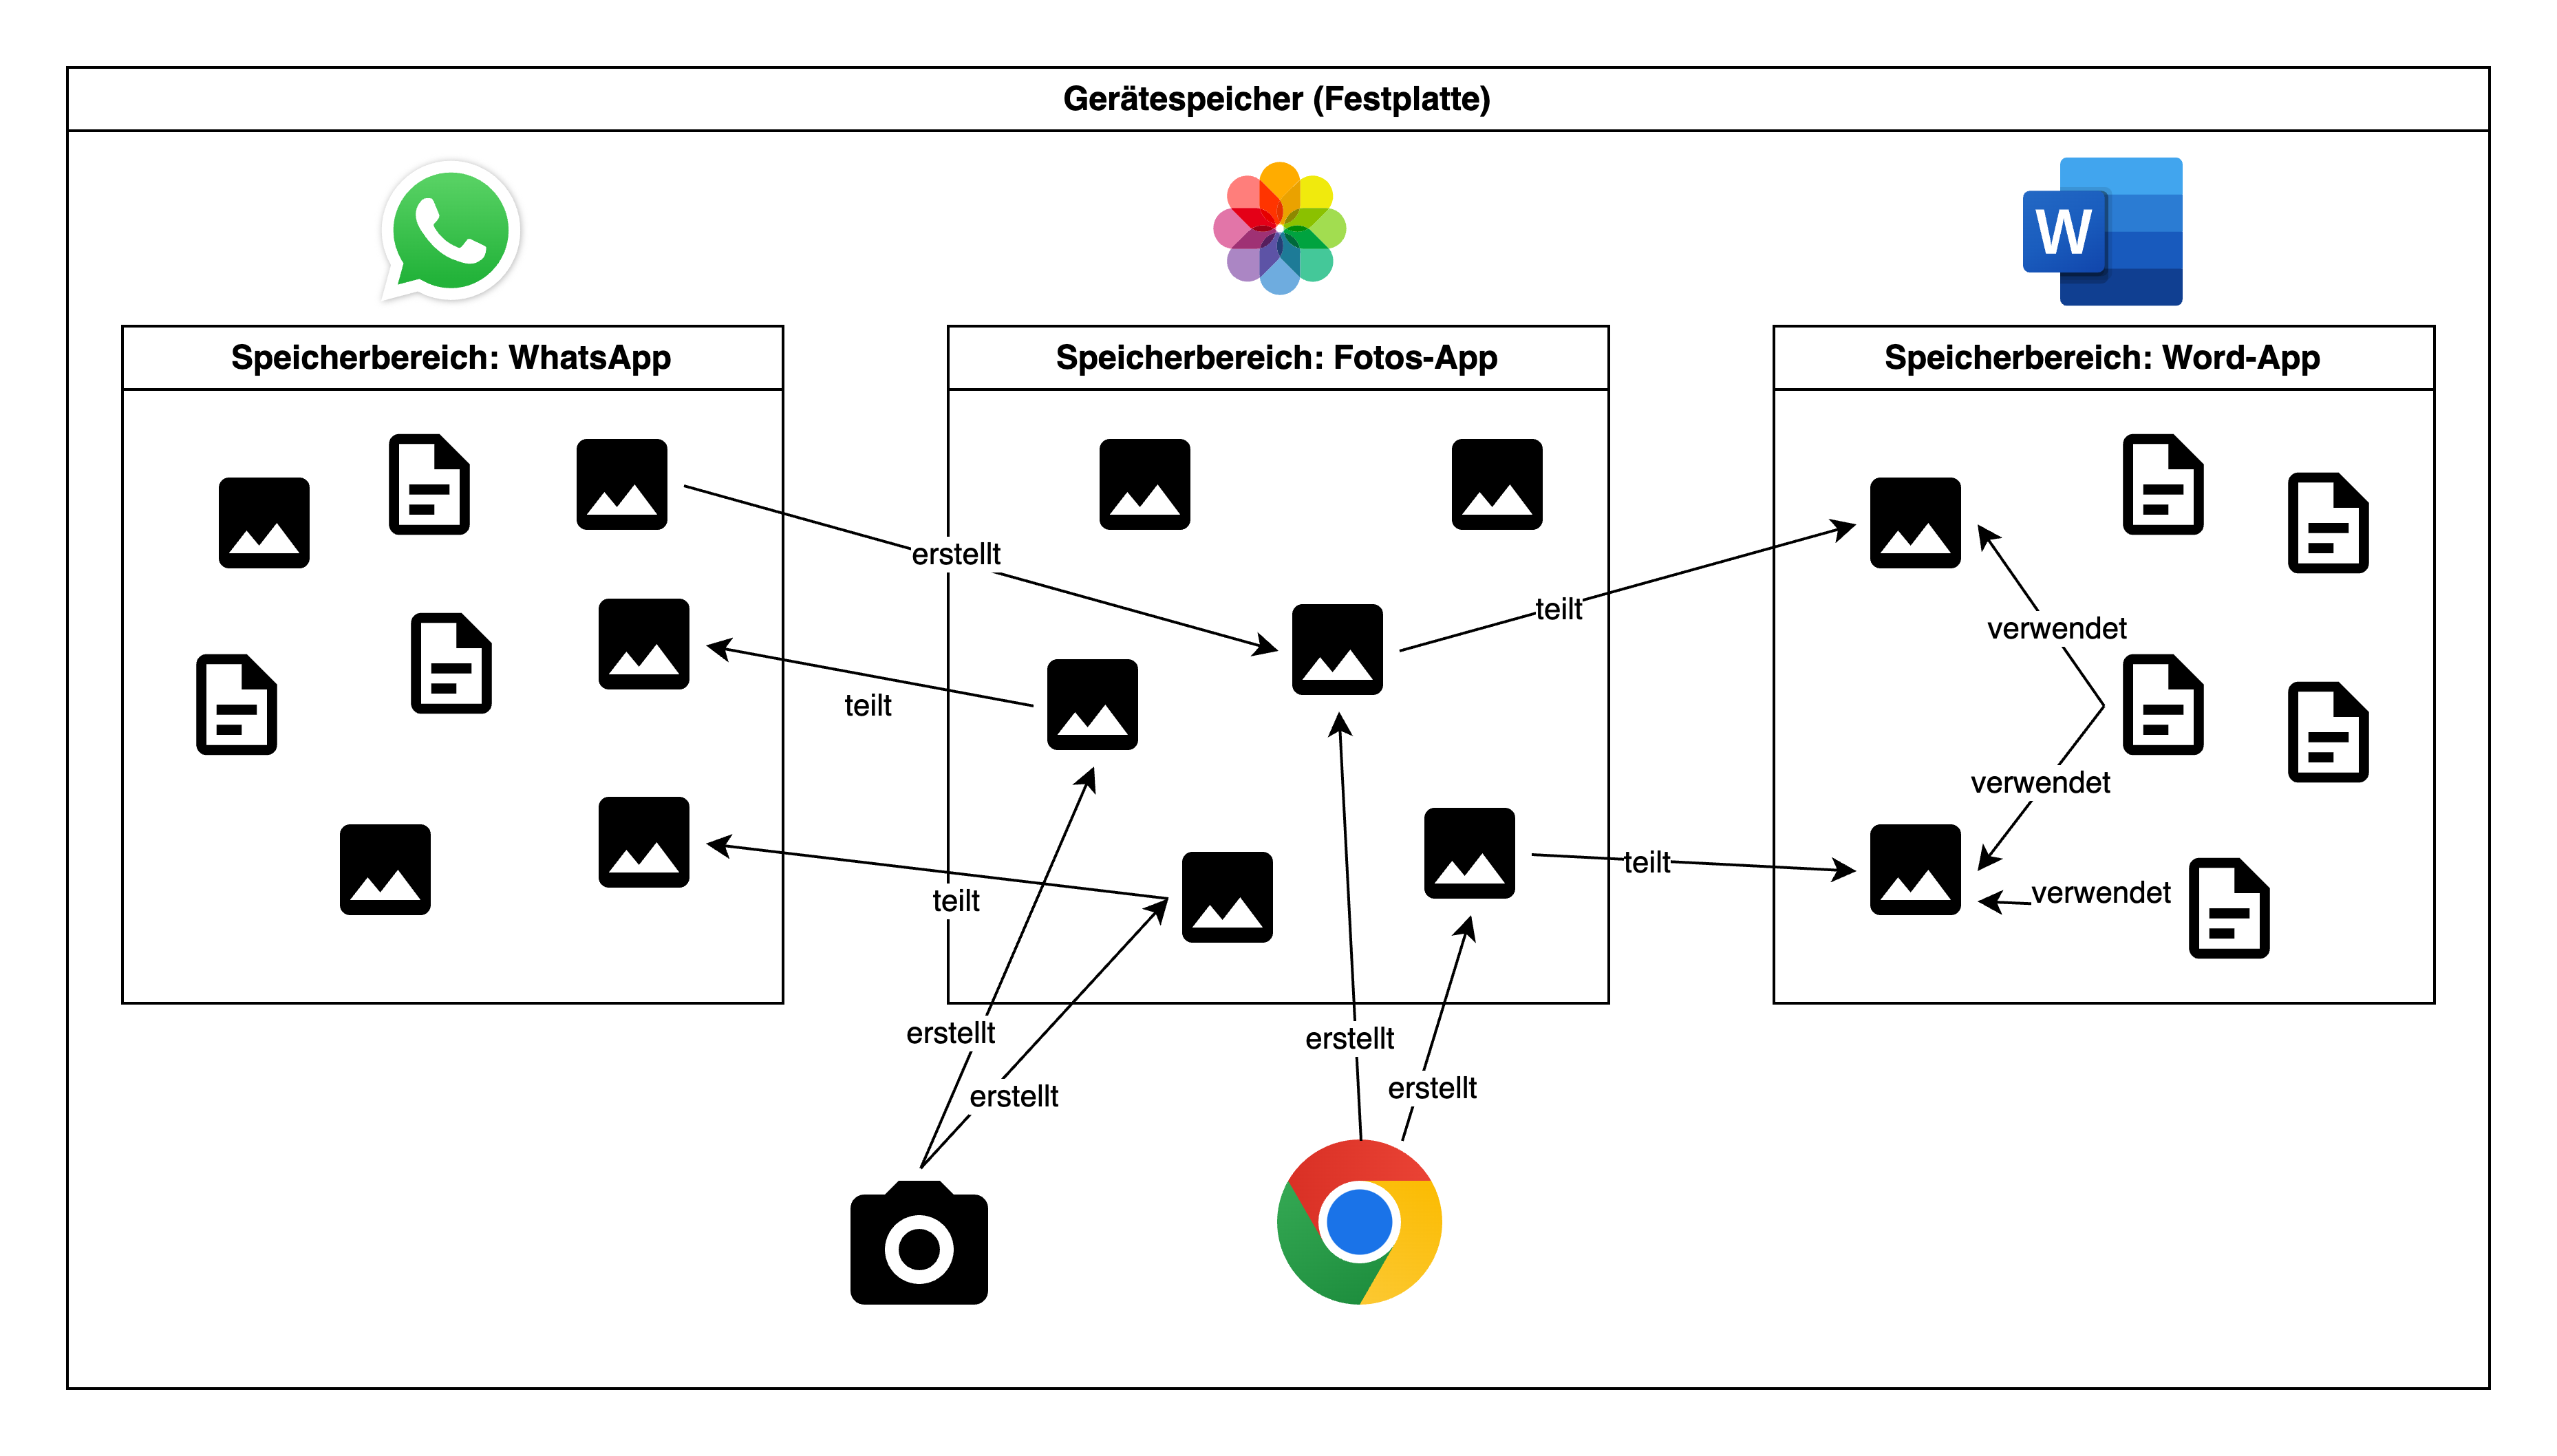 Gerätespeicher (Festplatte)
W
Speicherbereich: WhatsApp
Speicherbereich: Fotos-App
Speicherbereich: Word-App
erstellt
teilt
verwendet
teilt
verwendet
teilt
verwendet
teilt
erstellt
erstellt
erstellt
erstellt